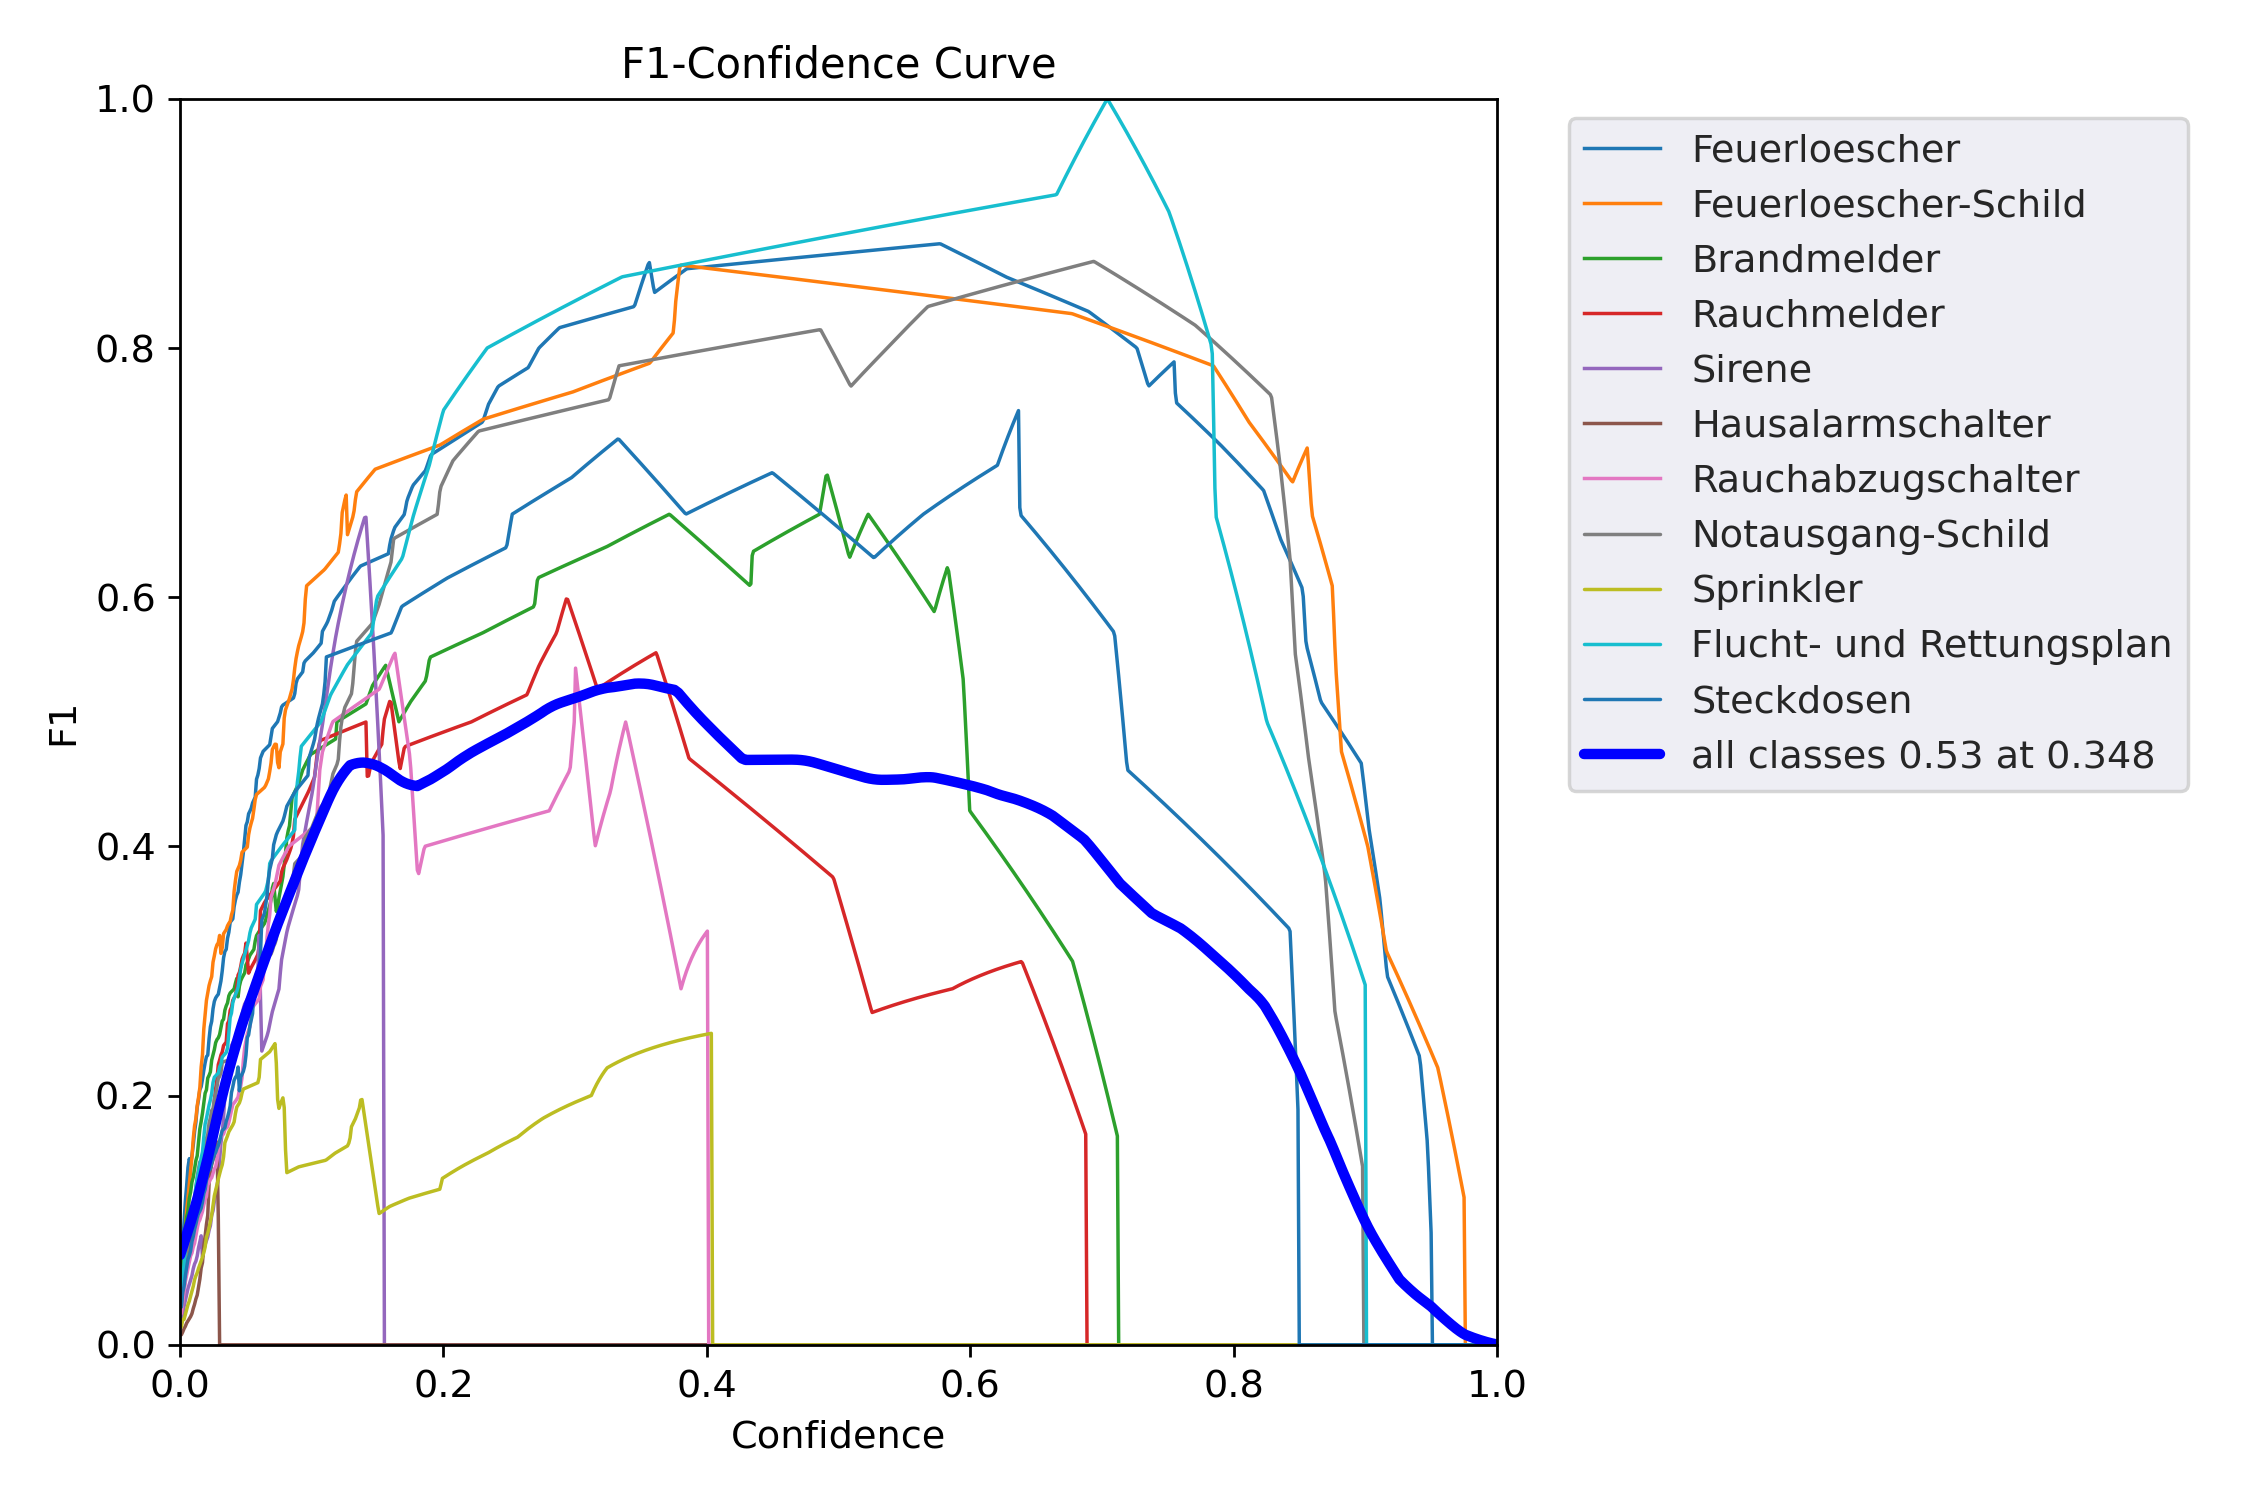 F1-Confidence Curve
1.0
0.8
0.6
0.4
0.2
0.0
F1
0.0 0.2 0.4 0.6 0.8 1.0
Confidence
Feuerloescher
Feuerloescher-Schild
Brandmelder
Rauchmelder
Sirene
Hausalarmschalter
Rauchabzugschalter
Notausgang-Schild
Sprinkler
Flucht- und Rettungsplan
Steckdosen
all classes 0.53 at 0.348